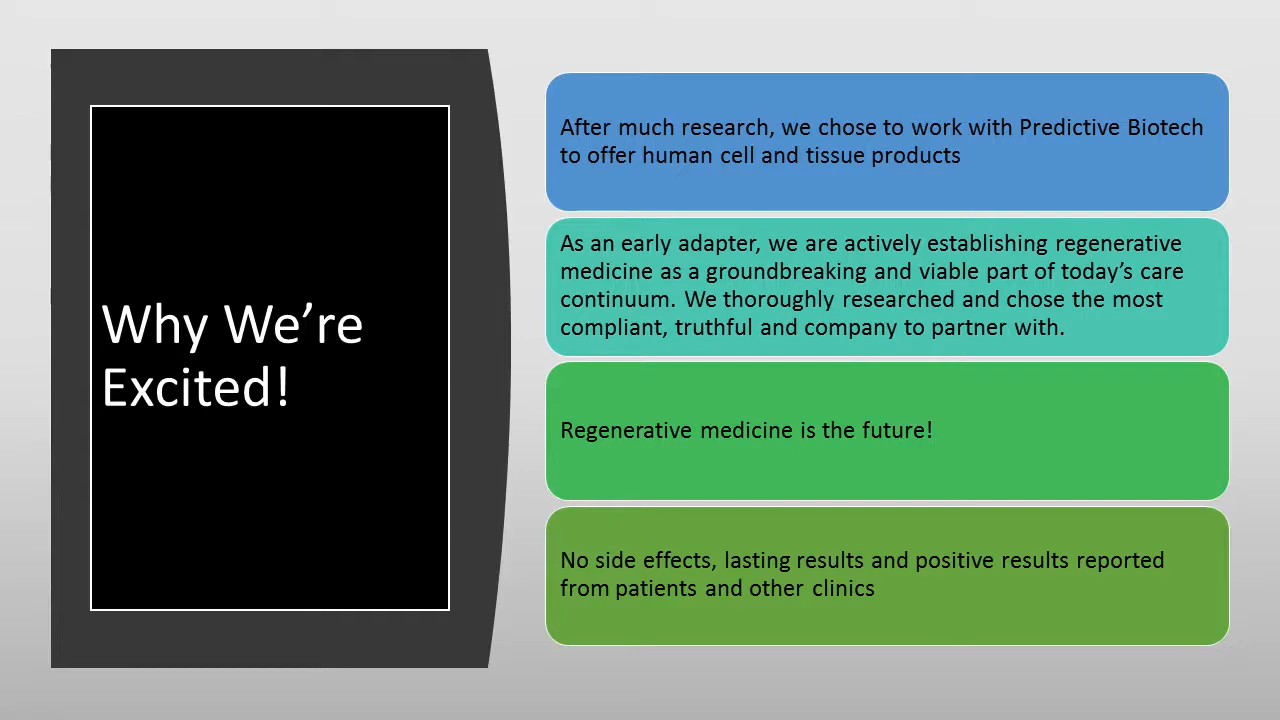 Why We’re
Excited!
After much research, we chose to work with Predictive Biotech
to offer human cell and tissue products
As an early adapter, we are actively establishing regenerative
medicine as a groundbreaking and viable part of today’s care
continuum. We thoroughly researched and chose the most
compliant, truthful and company to partner with.
Regenerative medicine is the future!
No side effects, lasting results and positive results reported
from patients and other clinics